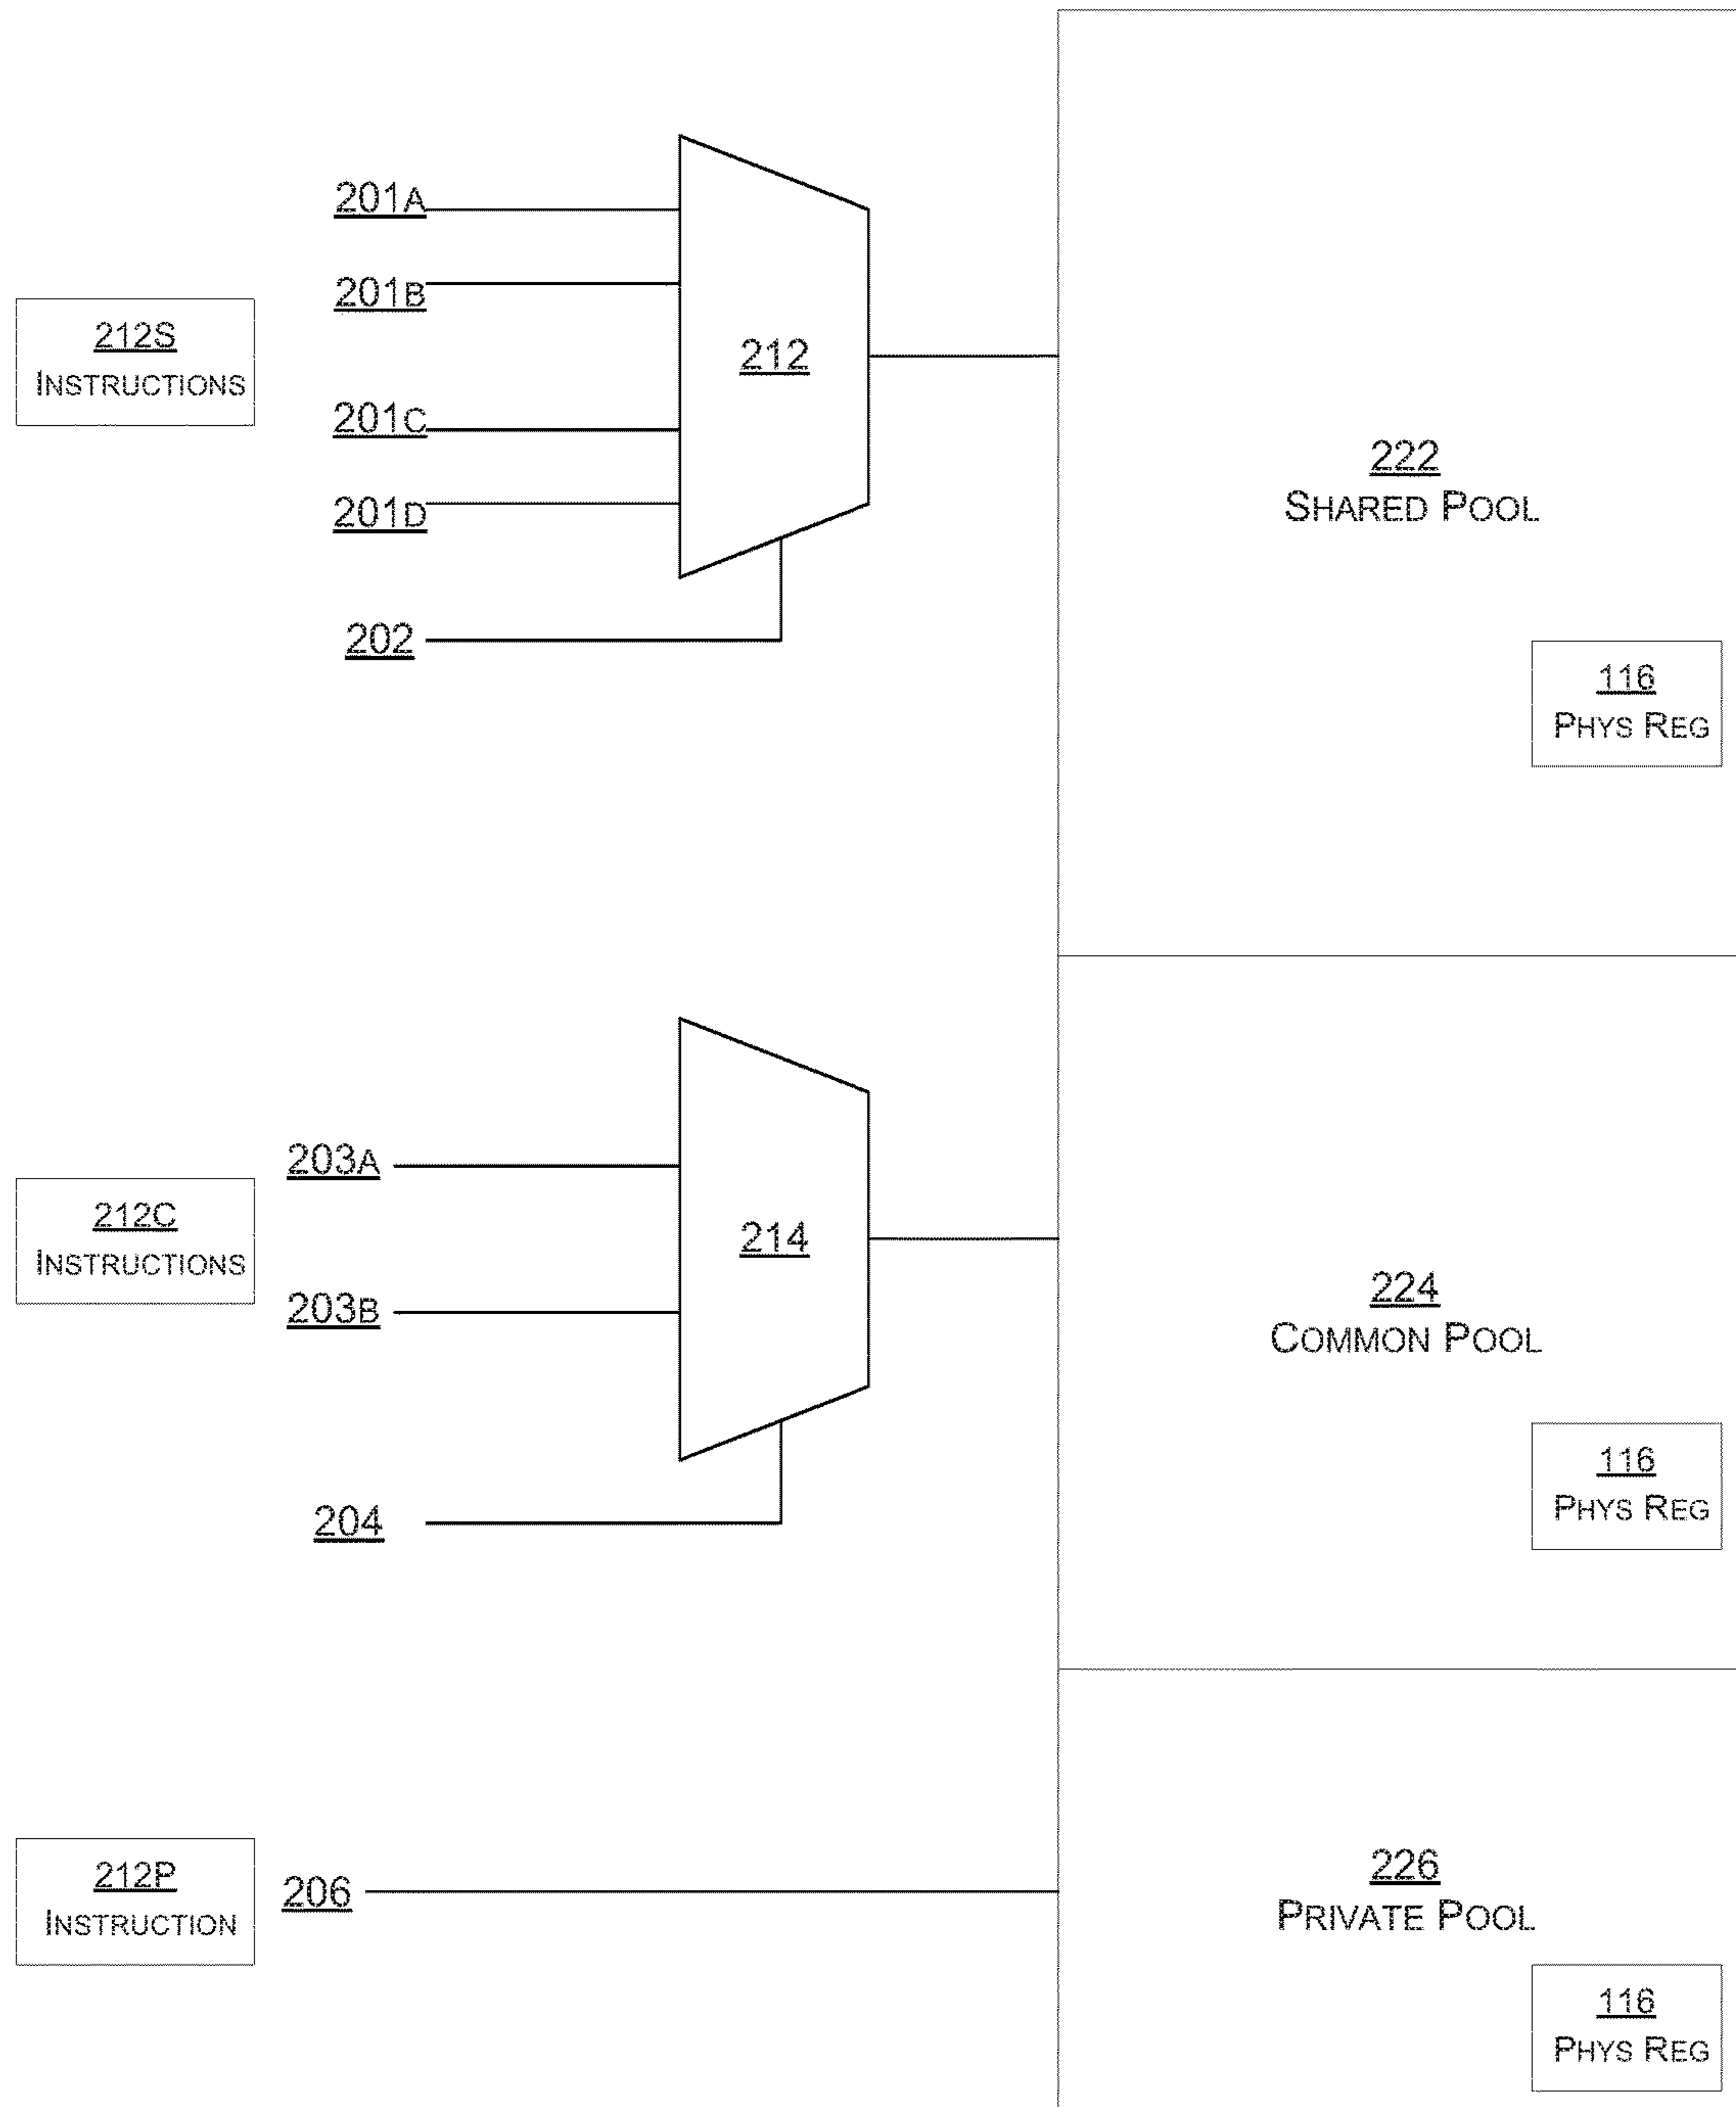 201A
201B
212S
INSTRUCTIONS
212
201C
201D
222
SHARED POOL
202
116
PHYS REG
203A
212C
INSTRUCTIONS
214
203B
224
COMMON POOL
204
116
PHYS REG
212P
INSTRUCTION
206
226
PRIVATE POOL
116
PHYS REG